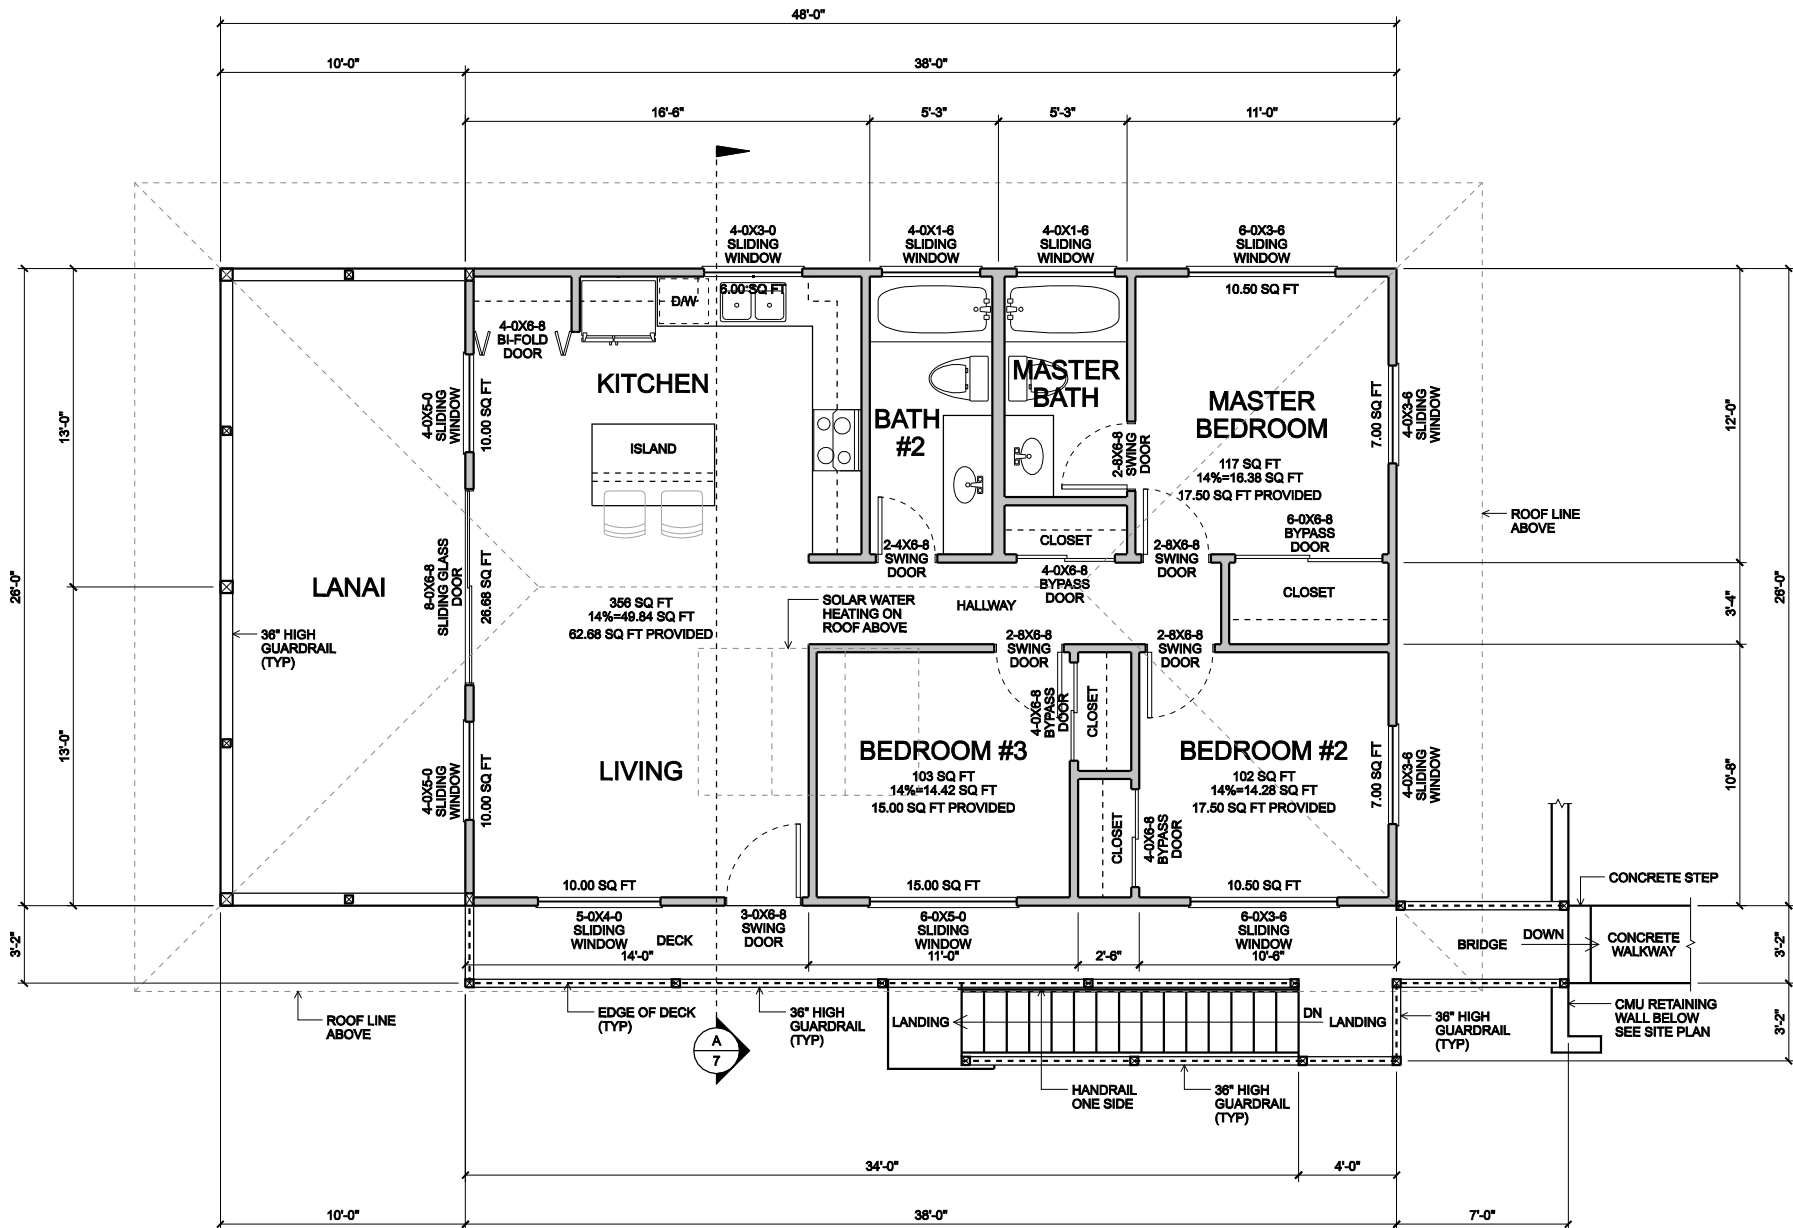 48'-0"
10'-0"
38'-0"
16'-6"
5'-3"
5'-3"
11'-0"
4-0X3-0
SLIDING
WINDOW
4-0X1-6
SLIDING
WINDOW
4-0X1-6
SLIDING
WINDOW
6-0X3-6
SLIDING
WINDOW
6.00 SQ FT
10.50 SQ FT
D/W
4-0X6-8
BI-FOLD
DOOR
KITCHEN
ISLAND
4-0X5-0
SLIDING
WINDOW
10.00 SQ FT
BATH
#2
MASTER
BATH
2-8X6-8
SWING
DOOR
MASTER
BEDROOM
117 SQ FT
14%=16.38 SQ FT
17.50 SQ FT PROVIDED
7.00 SQ FT
4-0X3-6
SLIDING
WINDOW
6-0X6-8
BYPASS
DOOR
ROOF LINE
ABOVE
13'-0"
26'-0"
12'-0"
26'-0"
3'-4"
10'-8"
CLOSET
2-4X6-8
SWING
DOOR
4-0X6-8
BYPASS
DOOR
2-8X6-8
SWING
DOOR
CLOSET
LANAI
8-0X6-8
SLIDING GLASS
DOOR
26.68 SQ FT
356 SQ FT
14%=49.84 SQ FT
62.68 SQ FT PROVIDED
SOLAR WATER
HEATING ON
ROOF ABOVE
HALLWAY
36" HIGH
GUARDRAIL
(TYP)
2-8X6-8
SWING
DOOR
2-8X6-8
SWING
DOOR
13'-0"
4-0X6-8
BYPASS
DOOR
CLOSET
LIVING
4-0X5-0
SLIDING
WINDOW
10.00 SQ FT
BEDROOM #3
103 SQ FT
14%=14.42 SQ FT
15.00 SQ FT PROVIDED
BEDROOM #2
102 SQ FT
14%=14.28 SQ FT
17.50 SQ FT PROVIDED
7.00 SQ FT
4-0X3-6
SLIDING
WINDOW
CLOSET
4-0X6-8
BYPASS
DOOR
10.00 SQ FT
15.00 SQ FT
10.50 SQ FT
CONCRETE STEP
5-0X4-0
SLIDING
WINDOW
DECK
3-0X6-8
SWING
DOOR
6-0X5-0
SLIDING
WINDOW
6-0X3-6
SLIDING
WINDOW
BRIDGE
DOWN
CONCRETE
WALKWAY
3'-2"
3'-2"
3'-2"
14'-0"
11'-0"
2'-6"
10'-6"
ROOF LINE
ABOVE
EDGE OF DECK
(TYP)
36" HIGH
GUARDRAIL
(TYP)
LANDING
DN
LANDING
36" HIGH
GUARDRAIL
(TYP)
CMU RETAINING
WALL BELOW
SEE SITE PLAN
A
7
HANDRAIL
ONE SIDE
36" HIGH
GUARDRAIL
(TYP)
34'-0"
4'-0"
10'-0"
38'-0"
7'-0"